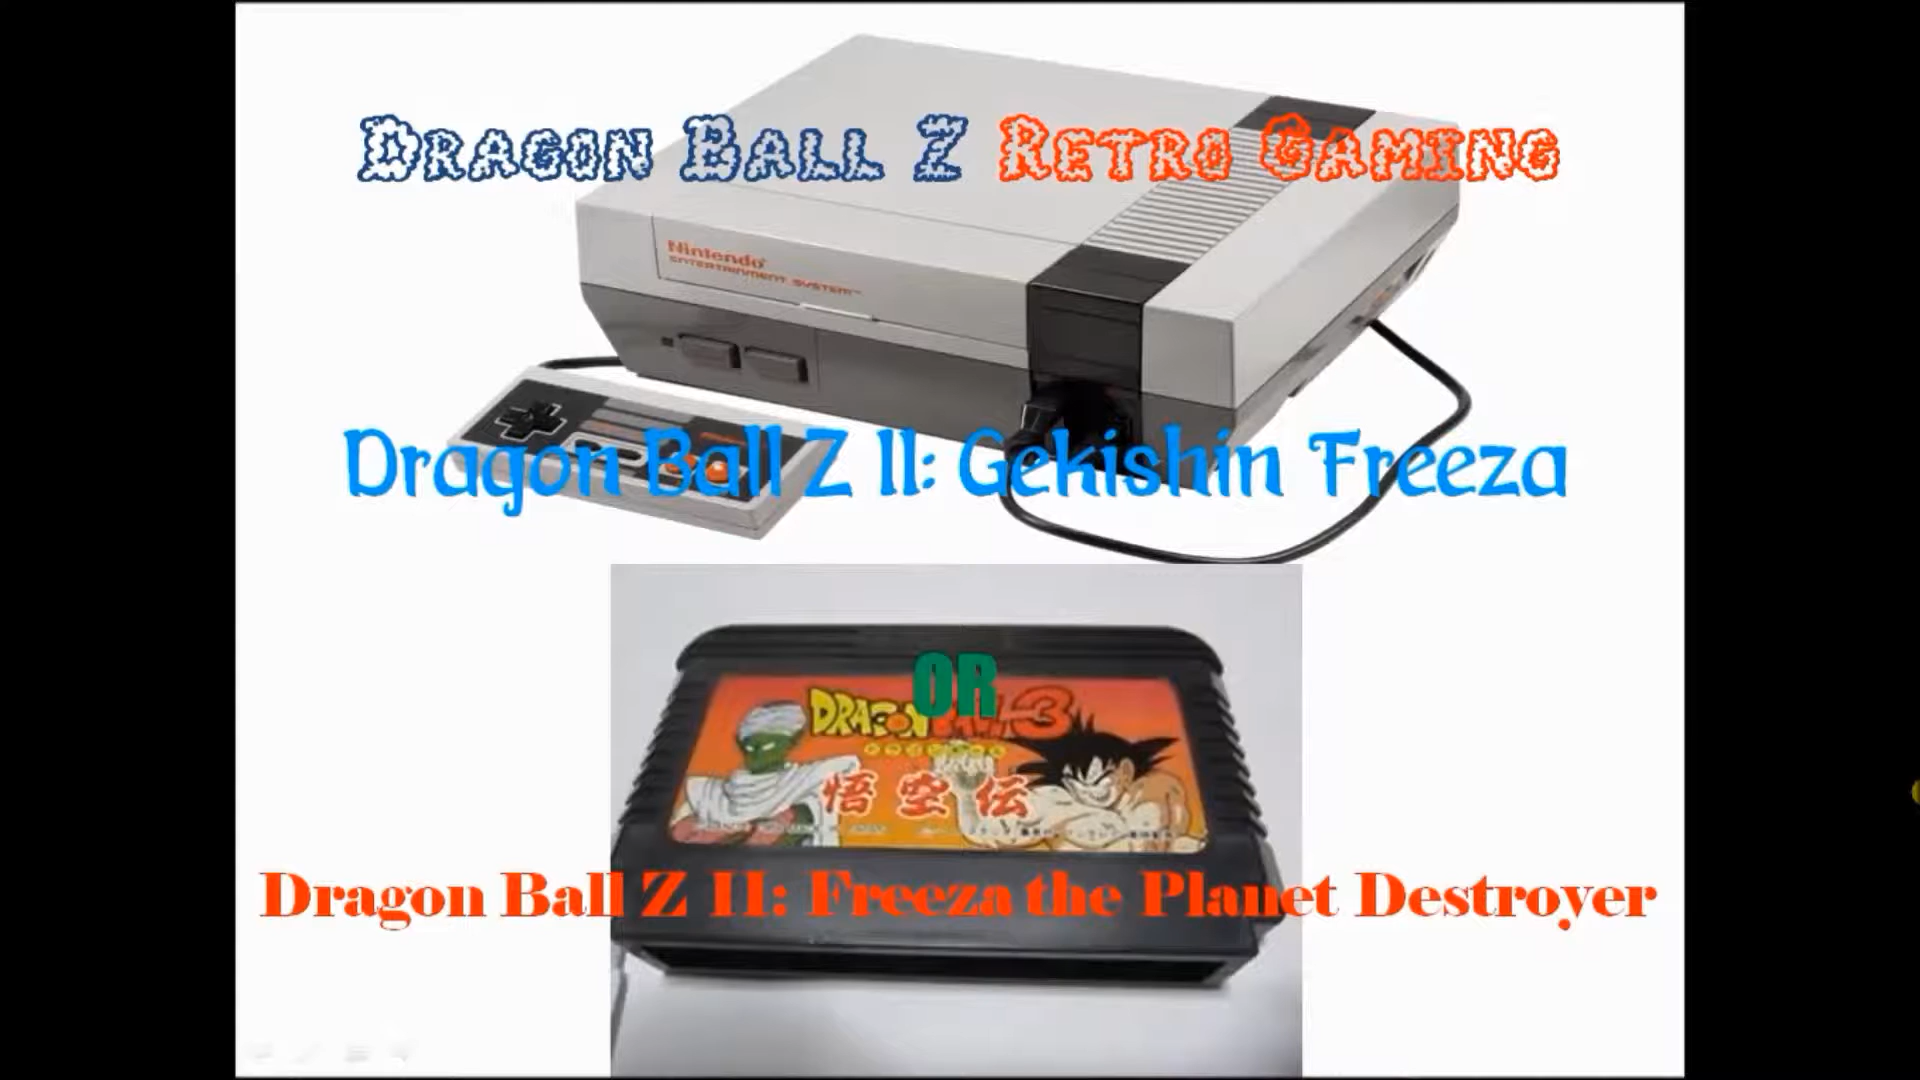 Dragon Ball Z Retro Gaming
Nintendo
ENTERTAINMENT SYSTEM™
Dragon Ball Z II: Gekishin Freeza
OR
DRAGON BALL 3
悟空伝
Dragon Ball Z II: Freeza the Planet Destroyer